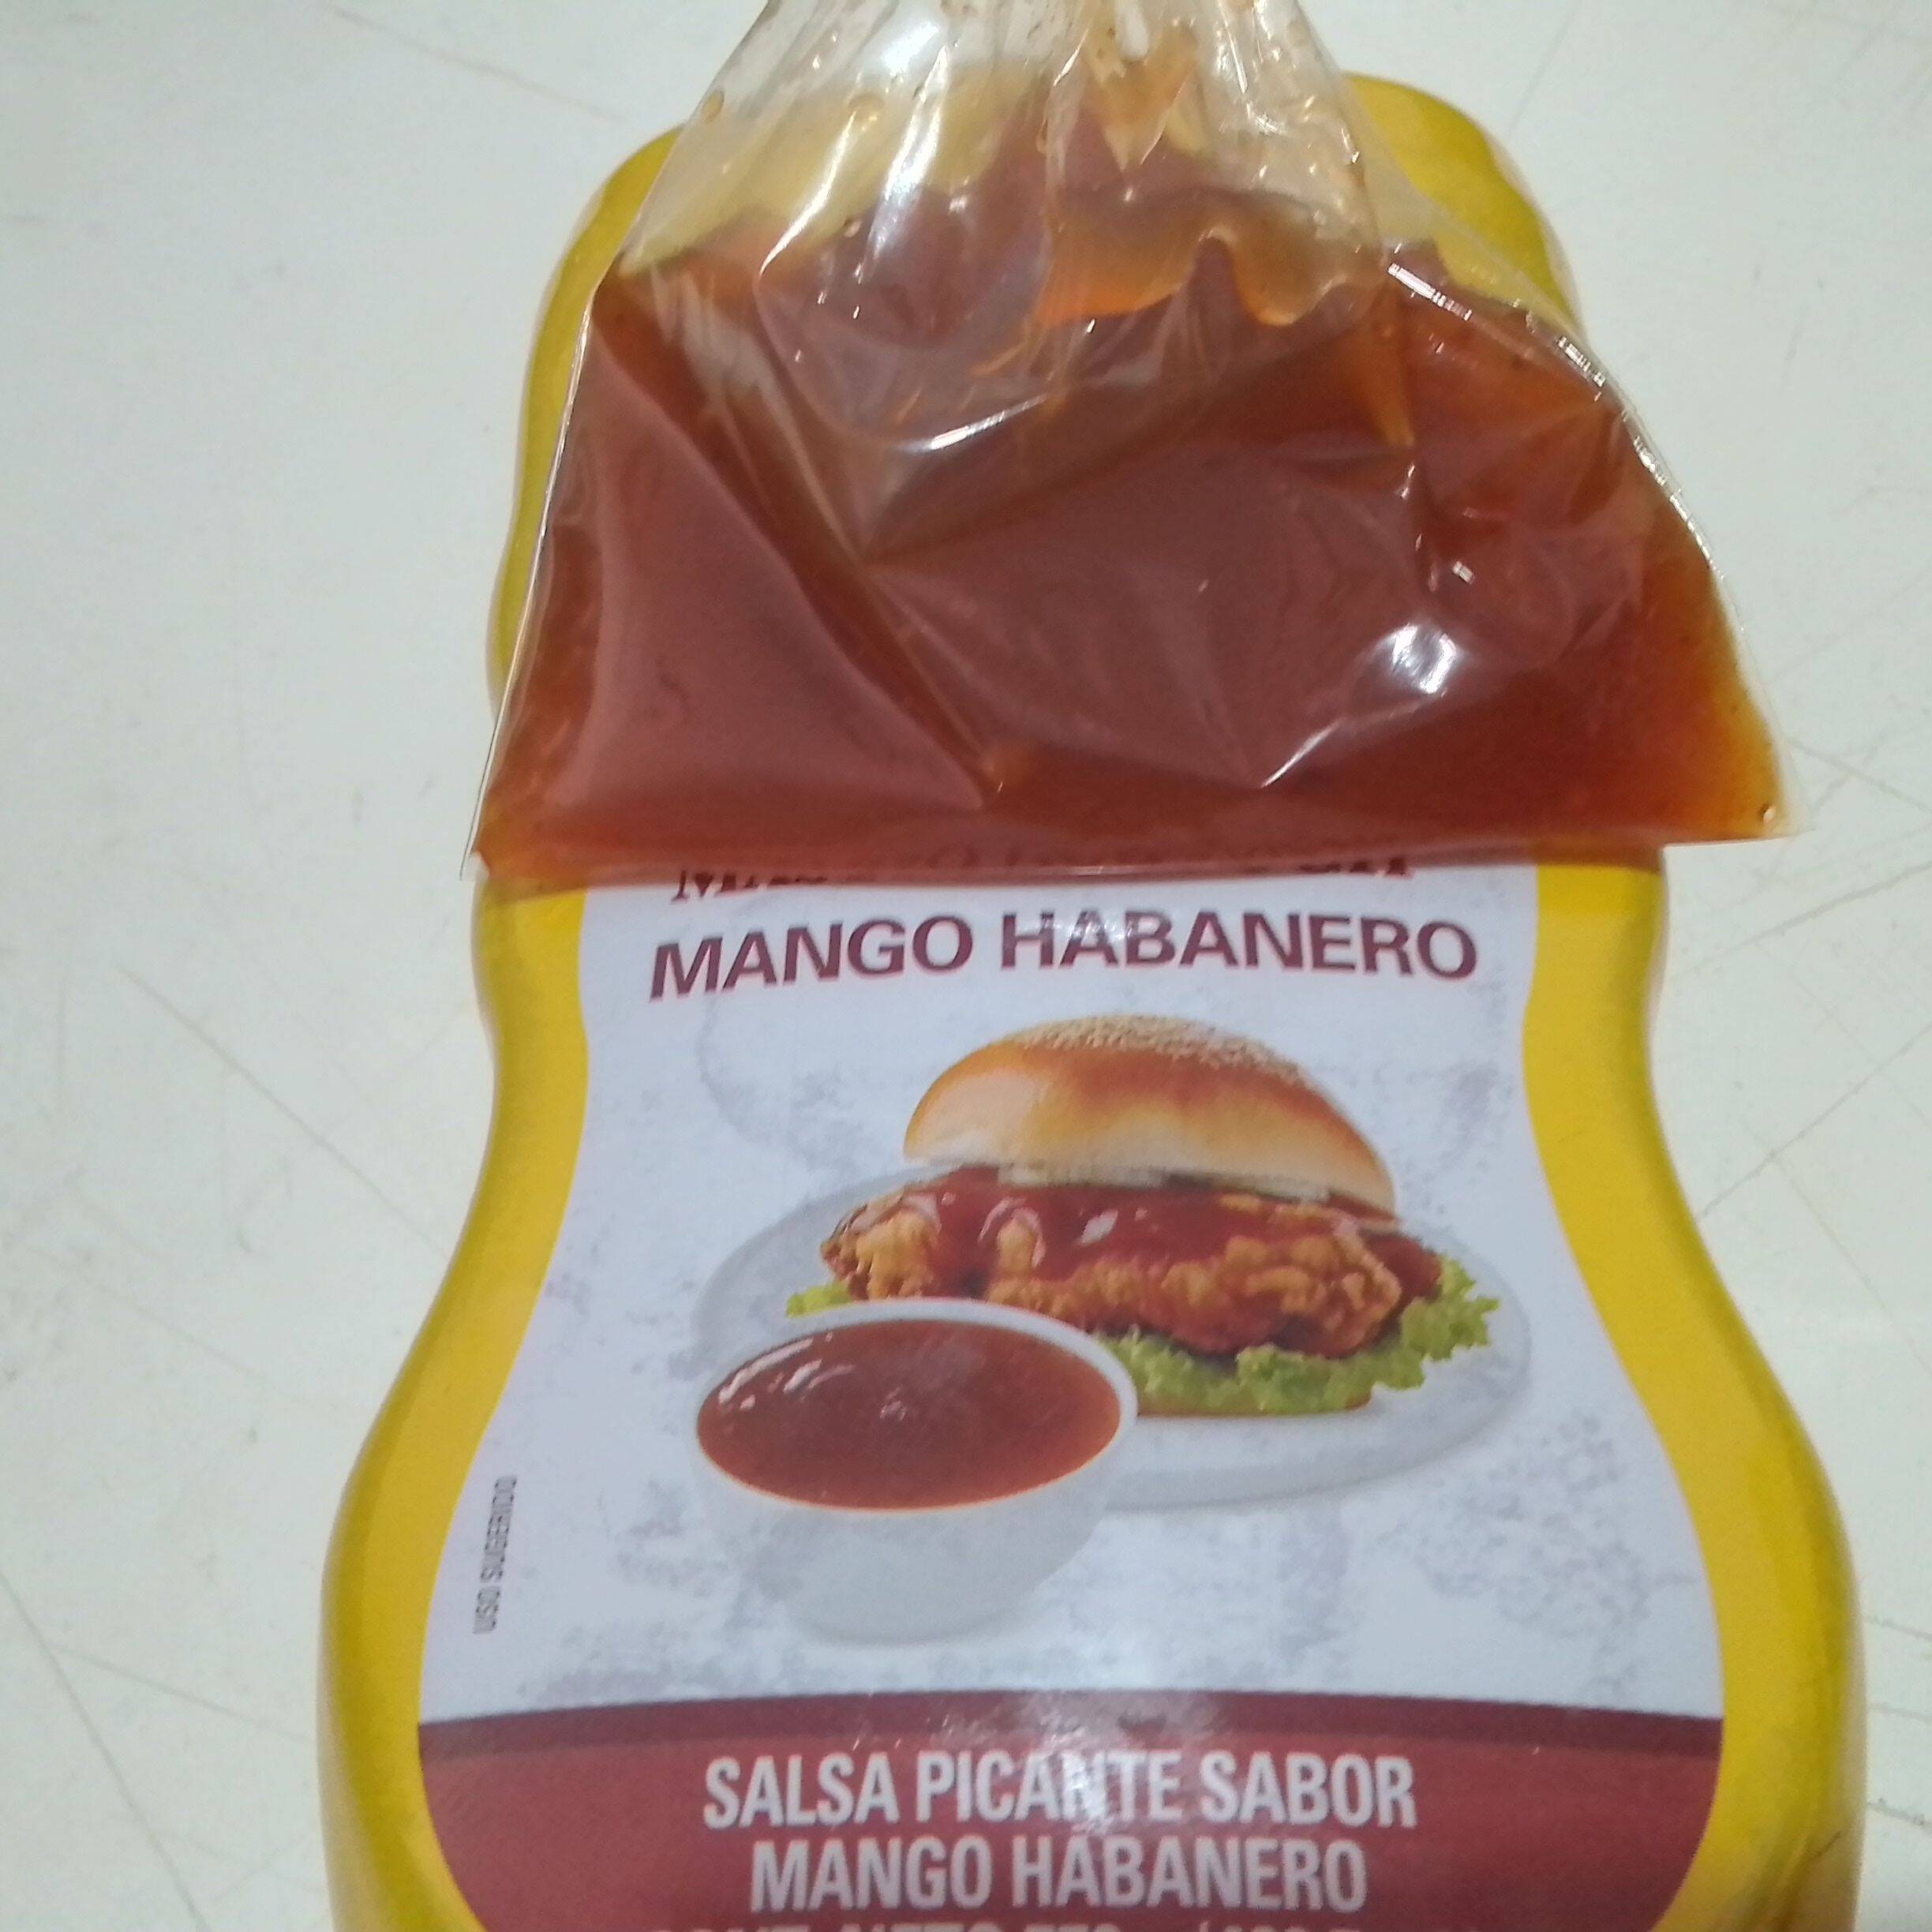 MANGO HABANERO
USO SUGERIDO
SALSA PICANTE SABOR
MANGO HABANERO